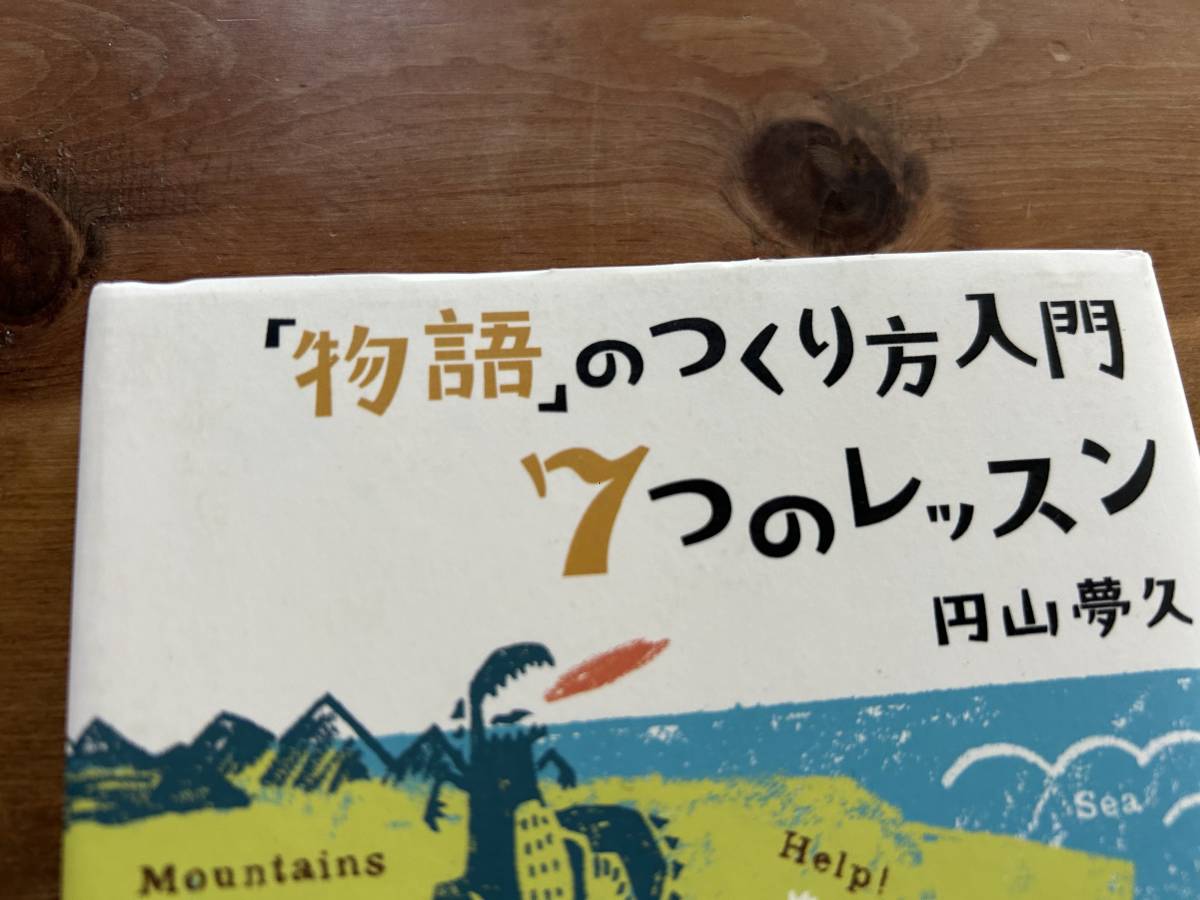 「物語」のつくり方入門
7つのレッスン
円山夢久
Sea
Help!
Mountains